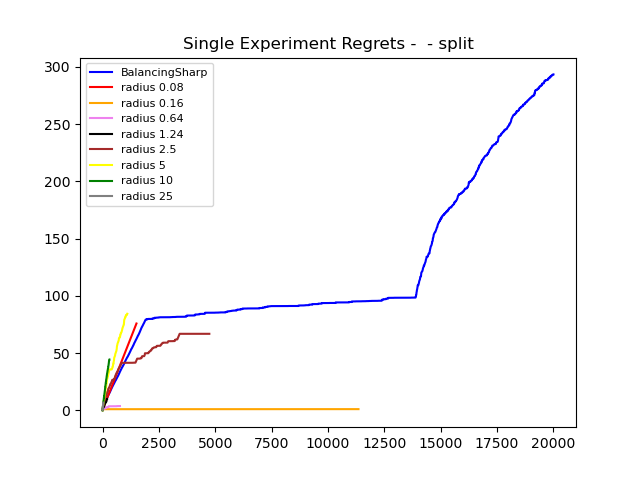 Single Experiment Regrets -  - split
300
250
200
150
100
50
0
BalancingSharp
radius 0.08
radius 0.16
radius 0.64
radius 1.24
radius 2.5
radius 5
radius 10
radius 25
0 2500 5000 7500 10000 12500 15000 17500 20000